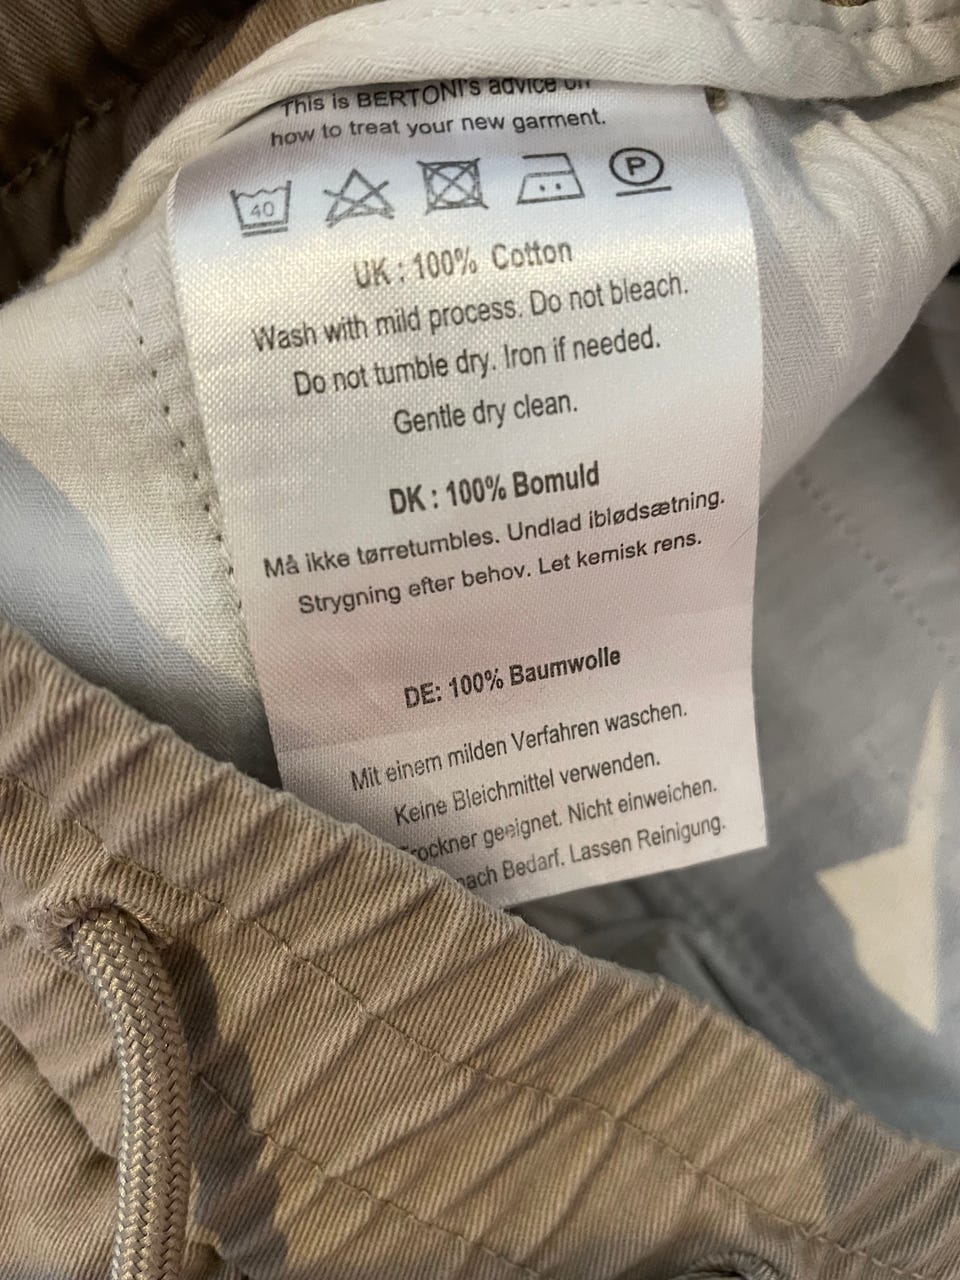 This is BERTONI's advice on
how to treat your new garment.
40 P
UK : 100% Cotton
Wash with mild process. Do not bleach.
Do not tumble dry. Iron if needed.
Gentle dry clean.
DK : 100% Bomuld
Må ikke tørretumbles. Undlad iblødsætning.
Strygning efter behov. Let kemisk rens.
DE: 100% Baumwolle
Mit einem milden Verfahren waschen.
Keine Bleichmittel verwenden.
Trockner geeignet. Nicht einweichen.
nach Bedarf. Lassen Reinigung.